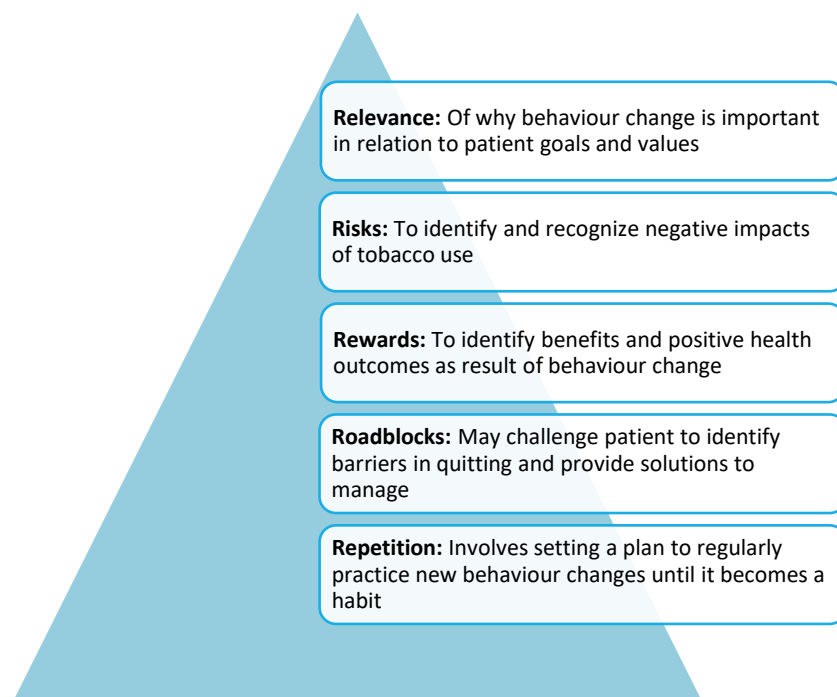 Relevance: Of why behaviour change is important
in relation to patient goals and values
Risks: To identify and recognize negative impacts
of tobacco use
Rewards: To identify benefits and positive health
outcomes as result of behaviour change
Roadblocks: May challenge patient to identify
barriers in quitting and provide solutions to
manage
Repetition: Involves setting a plan to regularly
practice new behaviour changes until it becomes a
habit